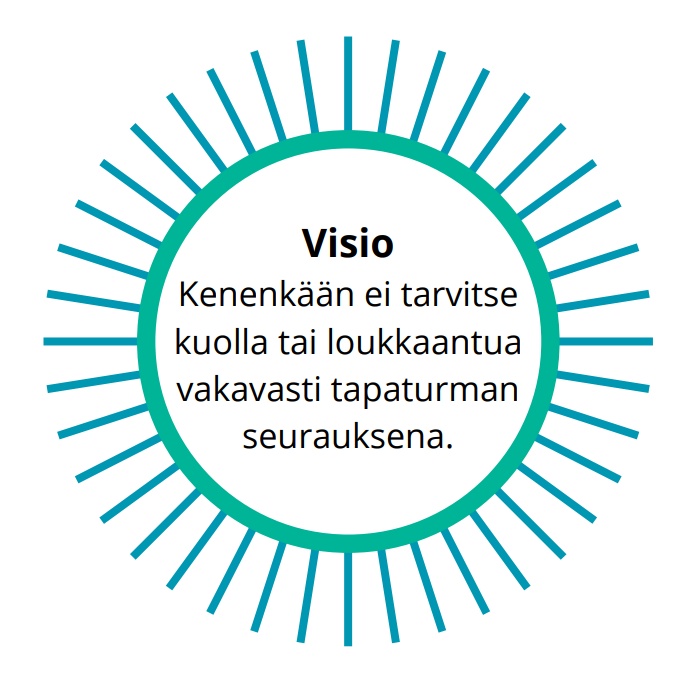 Visio
Kenenkään ei tarvitse
kuolla tai loukkaantua
vakavasti tapaturman
seurauksena.